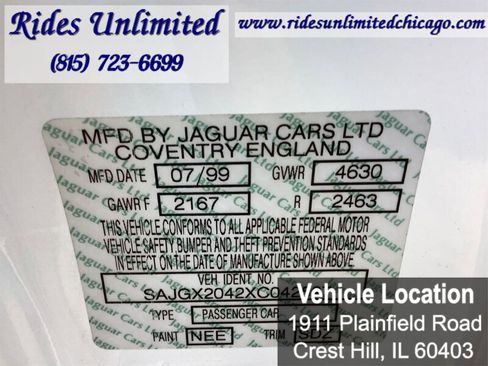 Rides Unlimited
(815) 723-6699
www.ridesunlimitedchicago.com
MFD BY JAGUAR CARS LTD
COVENTRY ENGLAND
MFD.DATE 07/99 GVWR 4630
GAWR F 2167 R 2463
THIS VEHICLE CONFORMS TO ALL APPLICABLE FEDERAL MOTOR
VEHICLE SAFETY BUMPER AND THEFT PREVENTION STANDARDS
IN EFFECT ON THE DATE OF MANUFACTURE SHOWN ABOVE
VEH. IDENT. NO.
SAJGX2042XC042
TYPE PASSENGER CAR
PAINT NEE TRIM SDZ
Vehicle Location
1911 Plainfield Road
Crest Hill, IL 60403